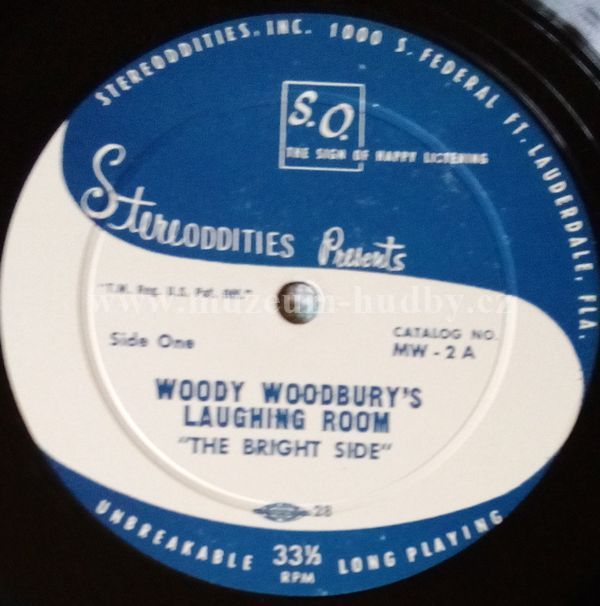 STEREODDITIES, INC. 1000 S. FEDERAL FT. LAUDERDALE, FLA.
S.O.
THE SIGN OF HAPPY LISTENING
Stereoddities Presents
"T.M. Reg. U.S. Pat. Off."
www.muzeum-hudby.cz
Side One
CATALOG NO.
MW - 2 A
WOODY WOODBURY'S
LAUGHING ROOM
"THE BRIGHT SIDE"
28
UNBREAKABLE 33⅓ LONG PLAYING
RPM